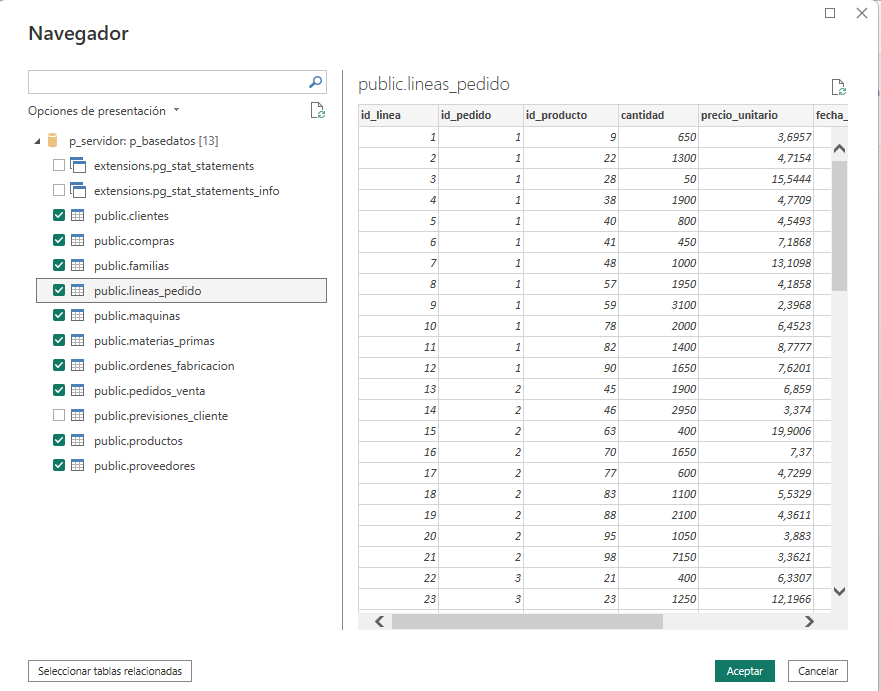 Navegador
Opciones de presentación
p_servidor: p_basedatos [13]
extensions.pg_stat_statements
extensions.pg_stat_statements_info
public.clientes
public.compras
public.familias
public.lineas_pedido
public.maquinas
public.materias_primas
public.ordenes_fabricacion
public.pedidos_venta
public.previsiones_cliente
public.productos
public.proveedores
public.lineas_pedido
id_linea id_pedido id_producto cantidad precio_unitario fecha_
1 1 9 650 3,6957
2 1 22 1300 4,7154
3 1 28 50 15,5444
4 1 38 1900 4,7709
5 1 40 800 4,5493
6 1 41 450 7,1868
7 1 48 1000 13,1098
8 1 57 1950 4,1858
9 1 59 3100 2,3968
10 1 78 2000 6,4523
11 1 82 1400 8,7777
12 1 90 1650 7,6201
13 2 45 1900 6,859
14 2 46 2950 3,374
15 2 63 400 19,9006
16 2 70 1650 7,37
17 2 77 600 4,7299
18 2 83 1100 5,5329
19 2 88 2100 4,3611
20 2 95 1050 3,883
21 2 98 7150 3,3621
22 3 21 400 6,3307
23 3 23 1250 12,1966
Seleccionar tablas relacionadas
Aceptar
Cancelar